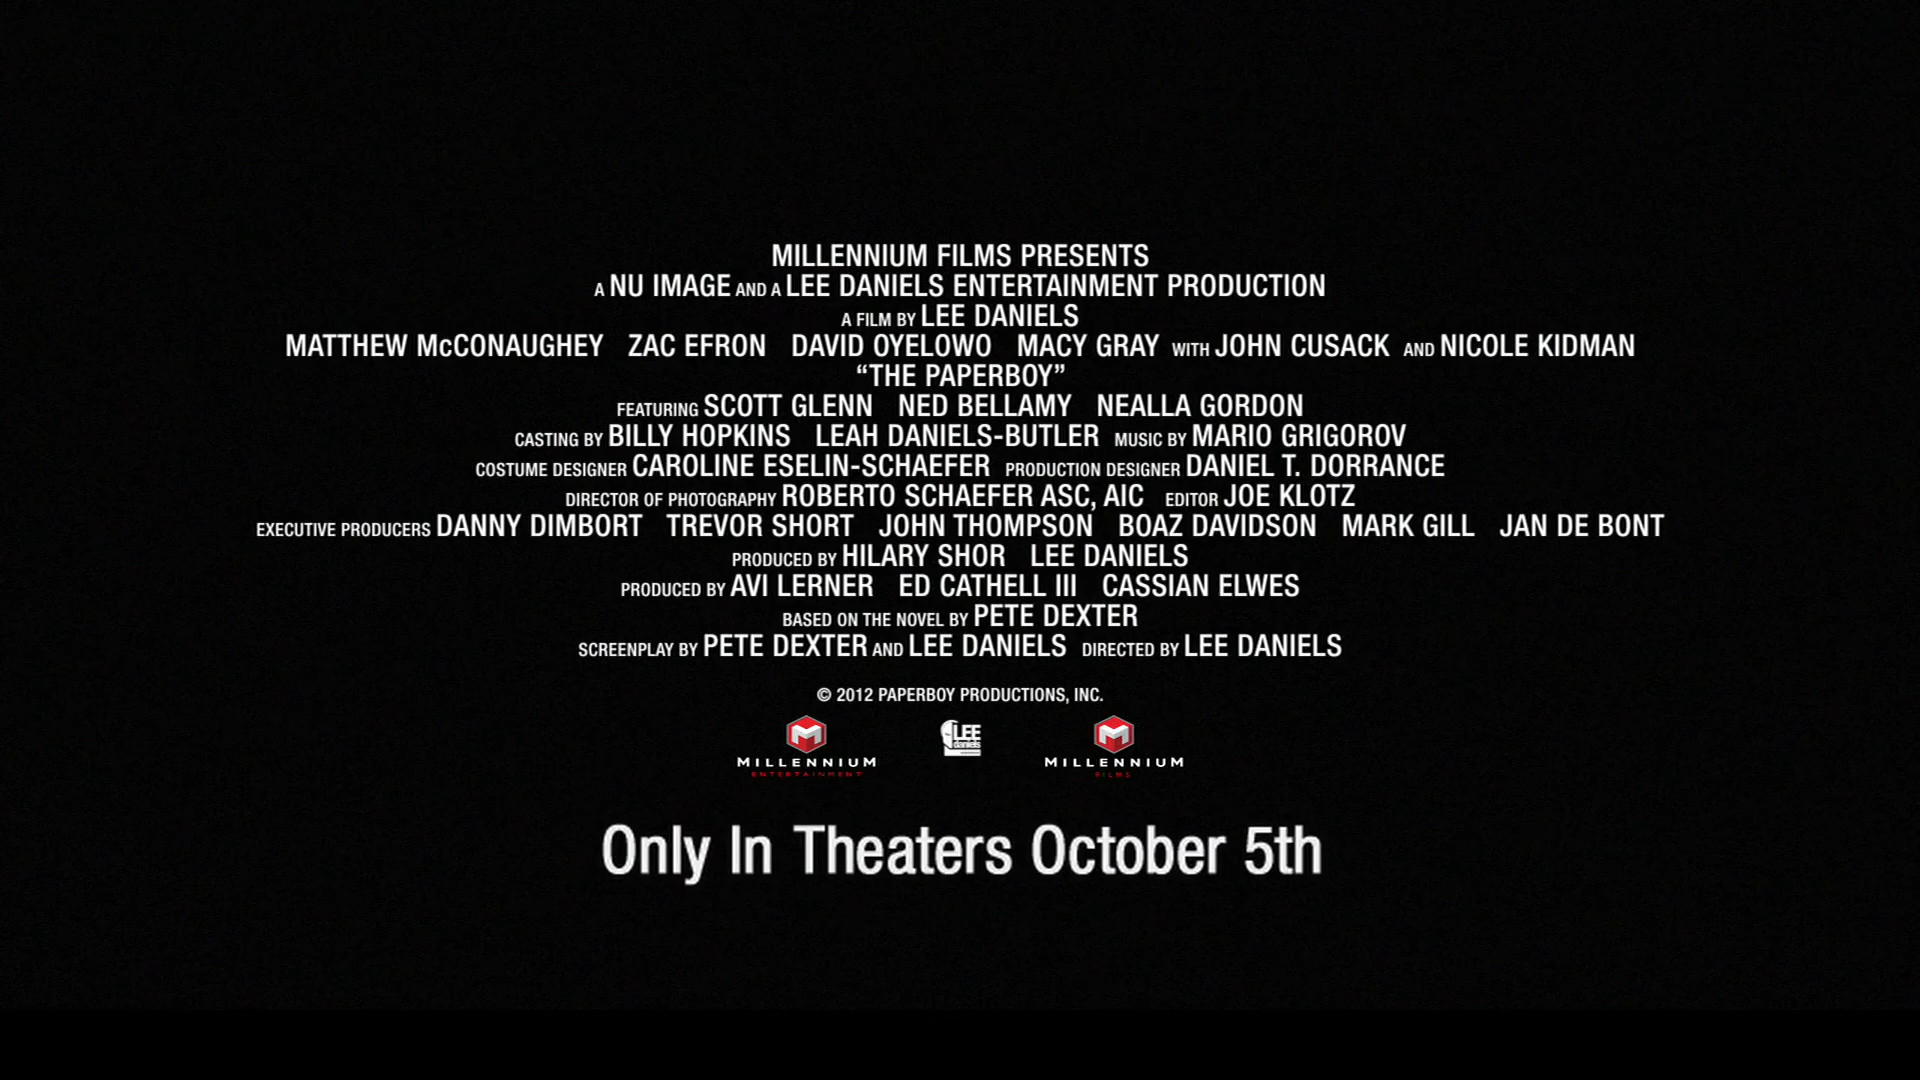 MILLENNIUM FILMS PRESENTS
A NU IMAGE AND A LEE DANIELS ENTERTAINMENT PRODUCTION
A FILM BY LEE DANIELS
MATTHEW McCONAUGHEY ZAC EFRON DAVID OYELOWO MACY GRAY WITH JOHN CUSACK AND NICOLE KIDMAN
“THE PAPERBOY”
FEATURING SCOTT GLENN NED BELLAMY NEALLA GORDON
CASTING BY BILLY HOPKINS LEAH DANIELS-BUTLER MUSIC BY MARIO GRIGOROV
COSTUME DESIGNER CAROLINE ESELIN-SCHAEFER PRODUCTION DESIGNER DANIEL T. DORRANCE
DIRECTOR OF PHOTOGRAPHY ROBERTO SCHAEFER ASC, AIC EDITOR JOE KLOTZ
EXECUTIVE PRODUCERS DANNY DIMBORT TREVOR SHORT JOHN THOMPSON BOAZ DAVIDSON MARK GILL JAN DE BONT
PRODUCED BY HILARY SHOR LEE DANIELS
PRODUCED BY AVI LERNER ED CATHELL III CASSIAN ELWES
BASED ON THE NOVEL BY PETE DEXTER
SCREENPLAY BY PETE DEXTER AND LEE DANIELS DIRECTED BY LEE DANIELS
© 2012 PAPERBOY PRODUCTIONS, INC.
MILLENNIUM ENTERTAINMENT
LEE daniels
MILLENNIUM FILMS
Only In Theaters October 5th